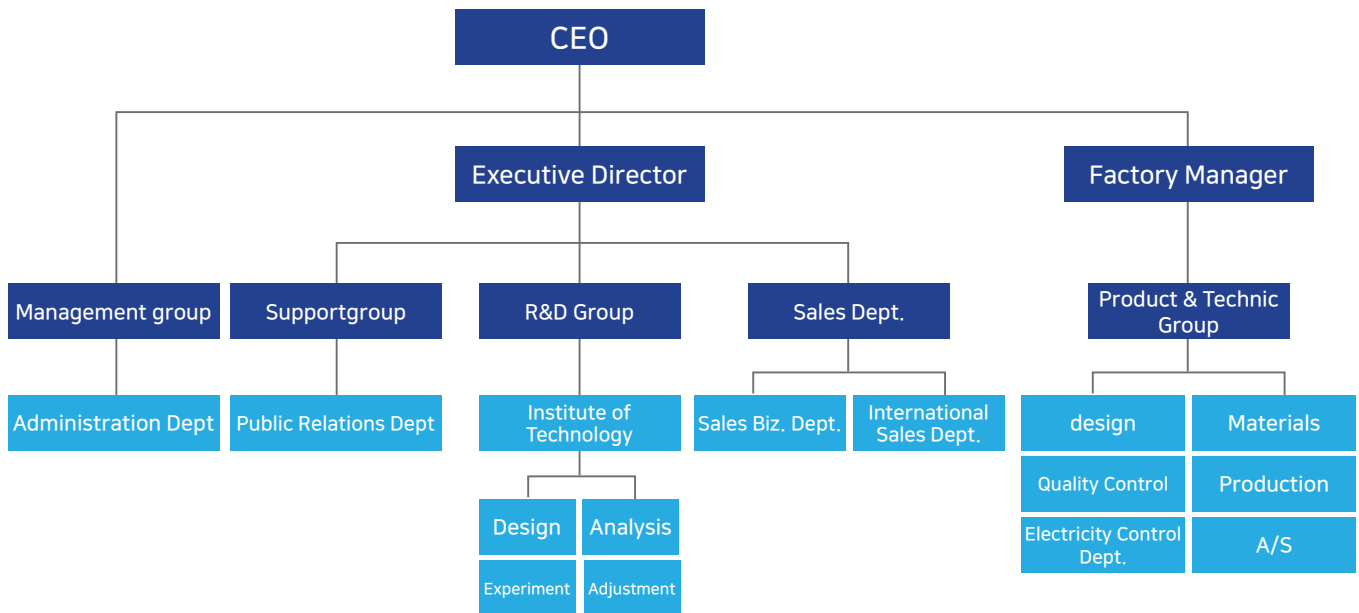 CEO
Executive Director
Factory Manager
Management group
Supportgroup
R&D Group
Sales Dept.
Product & Technic
Group
Administration Dept
Public Relations Dept
Institute of
Technology
Sales Biz. Dept.
International
Sales Dept.
design
Materials
Quality Control
Production
Design
Analysis
Electricity Control
Dept.
A/S
Experiment
Adjustment